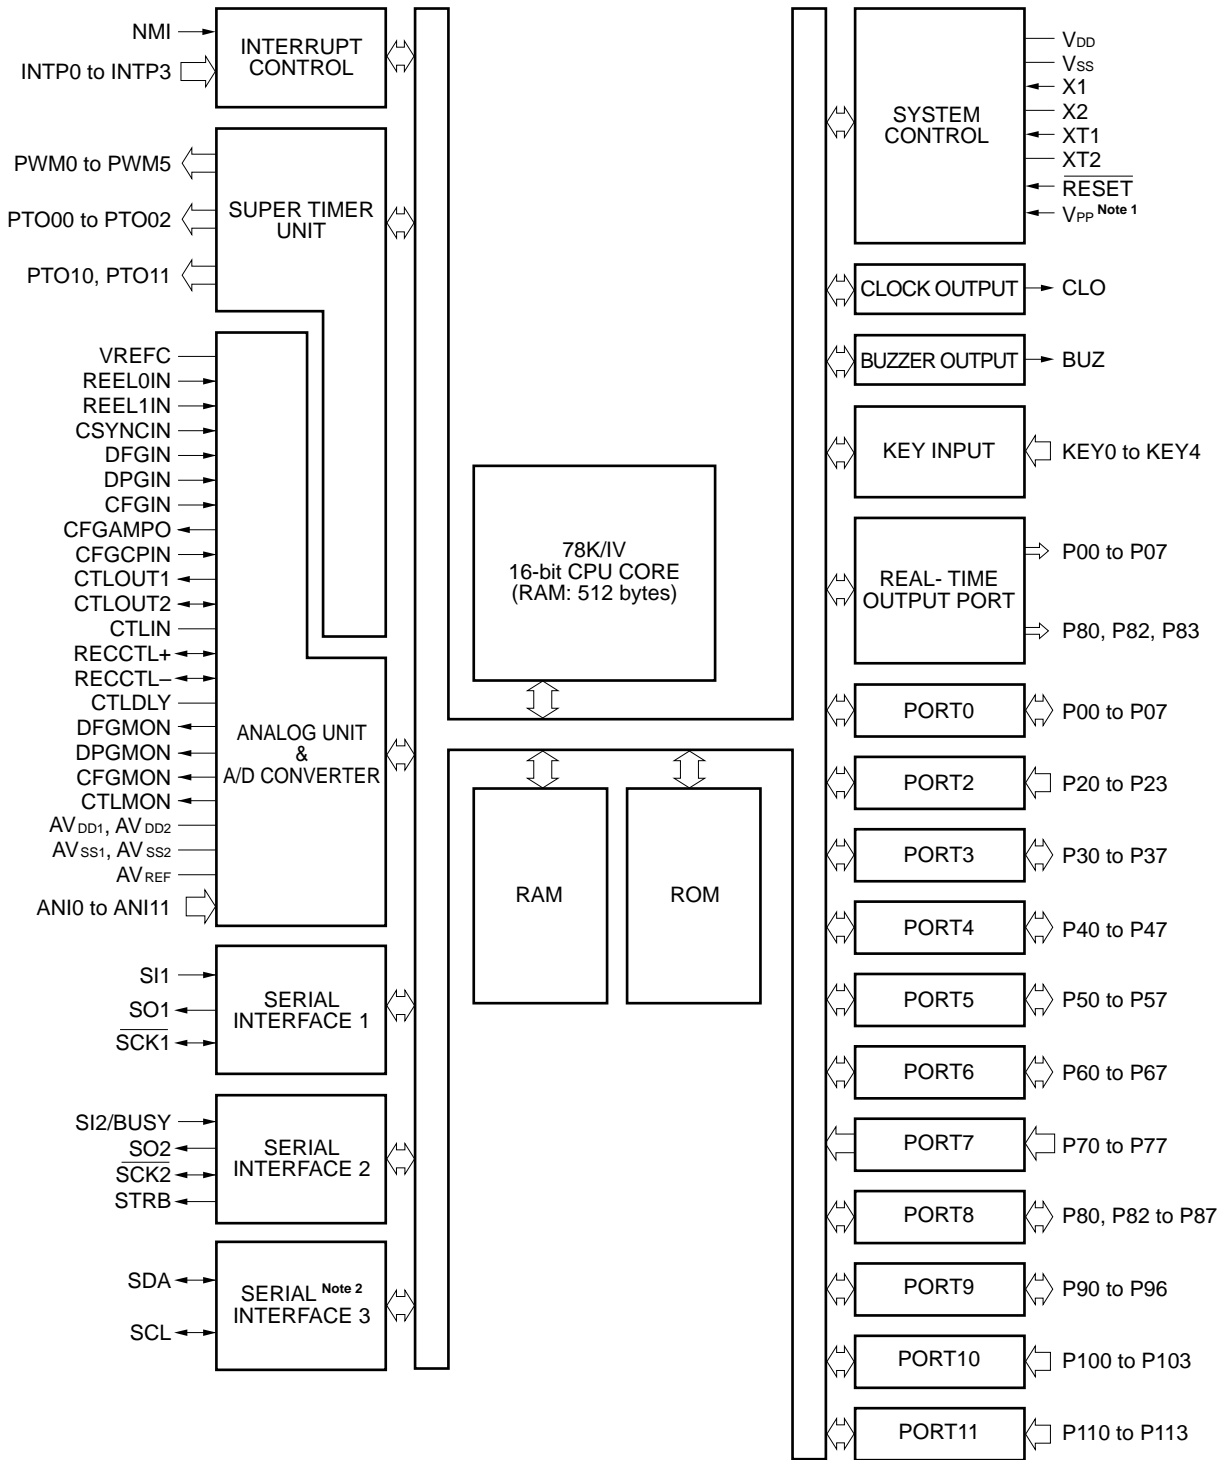 NMI
INTP0 to INTP3
INTERRUPT
CONTROL
PWM0 to PWM5
PTO00 to PTO02
PTO10, PTO11
SUPER TIMER
UNIT
VREFC
REEL0IN
REEL1IN
CSYNCIN
DFGIN
DPGIN
CFGIN
CFGAMPO
CFGCPIN
CTLOUT1
CTLOUT2
CTLIN
RECCTL+
RECCTL–
CTLDLY
DFGMON
DPGMON
CFGMON
CTLMON
AVDD1, AVDD2
AVSS1, AVSS2
AVREF
ANI0 to ANI11
ANALOG UNIT
&
A/D CONVERTER
SI1
SO1
SCK1
SERIAL
INTERFACE 1
SI2/BUSY
SO2
SCK2
STRB
SERIAL
INTERFACE 2
SDA
SCL
SERIAL Note 2
INTERFACE 3
78K/IV
16-bit CPU CORE
(RAM: 512 bytes)
RAM
ROM
SYSTEM
CONTROL
VDD
VSS
X1
X2
XT1
XT2
RESET
VPP Note 1
CLOCK OUTPUT
CLO
BUZZER OUTPUT
BUZ
KEY INPUT
KEY0 to KEY4
REAL- TIME
OUTPUT PORT
P00 to P07
P80, P82, P83
PORT0
P00 to P07
PORT2
P20 to P23
PORT3
P30 to P37
PORT4
P40 to P47
PORT5
P50 to P57
PORT6
P60 to P67
PORT7
P70 to P77
PORT8
P80, P82 to P87
PORT9
P90 to P96
PORT10
P100 to P103
PORT11
P110 to P113